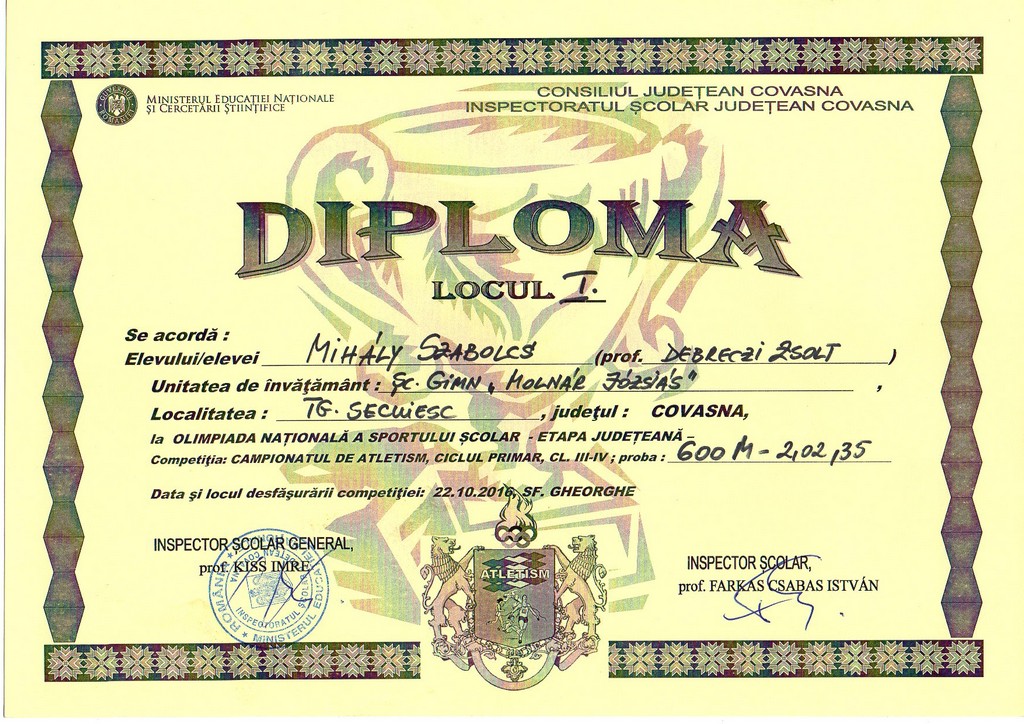 MINISTERUL EDUCAȚIEI NAȚIONALE
ȘI CERCETĂRII ȘTIINȚIFICE
CONSILIUL JUDEȚEAN COVASNA
INSPECTORATUL ȘCOLAR JUDEȚEAN COVASNA
GUVERNUL ROMÂNIEI
DIPLOMA
LOCUL I.
Se acordă :
Elevului/elevei MIHÁLY SZABOLCS (prof. DEBRECZI ZSOLT )
Unitatea de învățământ : ȘC. GIMN „MOLNÁR JÓZSIÁS" ,
Localitatea : TG. SECUIESC , județul : COVASNA,
la OLIMPIADA NAȚIONALĂ A SPORTULUI ȘCOLAR - ETAPA JUDEȚEANĂ –
Competiția: CAMPIONATUL DE ATLETISM, CICLUL PRIMAR, CL. III-IV ; proba : 600 M - 2,02,35
Data și locul desfășurării competiției: 22.10.2016, SF. GHEORGHE
INSPECTOR ȘCOLAR GENERAL,
prof. KISS IMRE
INSPECTOR ȘCOLAR,
prof. FARKAS CSABAS ISTVÁN
ATLETISM